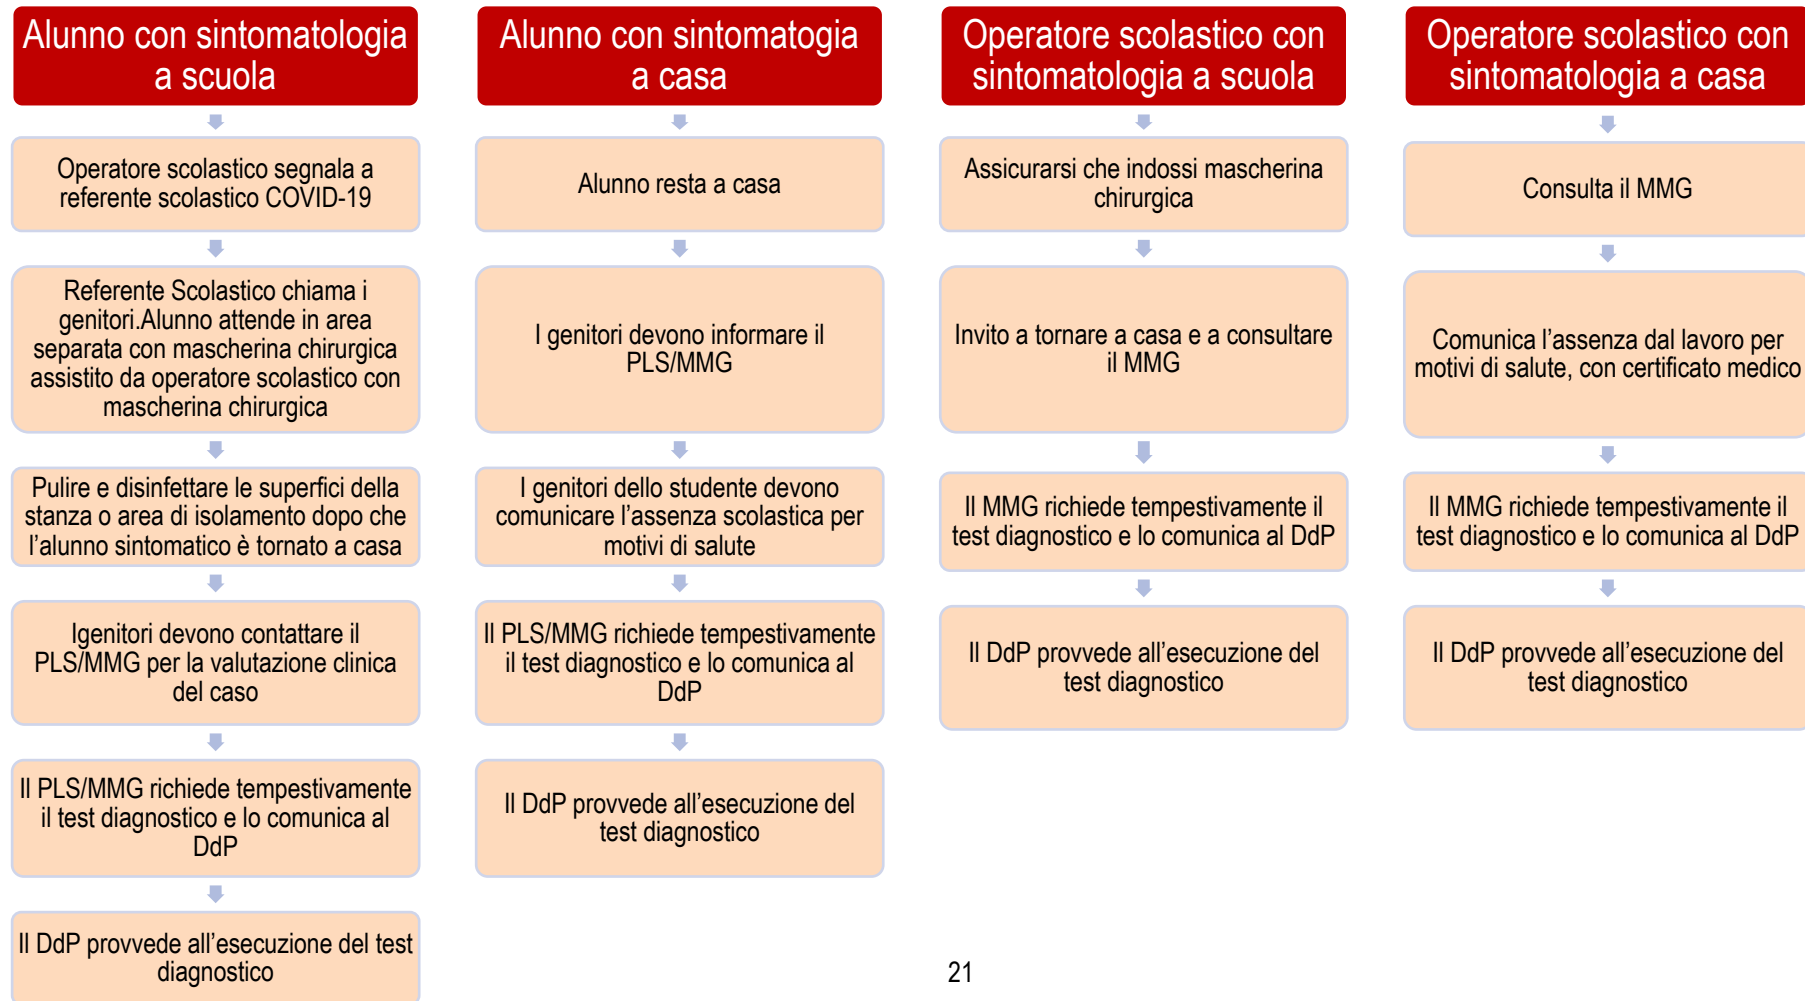 Alunno con sintomatologia
a scuola
Operatore scolastico segnala a
referente scolastico COVID-19
Referente Scolastico chiama i
genitori.Alunno attende in area
separata con mascherina chirurgica
assistito da operatore scolastico con
mascherina chirurgica
Pulire e disinfettare le superfici della
stanza o area di isolamento dopo che
l'alunno sintomatico è tornato a casa
Igenitori devono contattare il
PLS/MMG per la valutazione clinica
del caso
Il PLS/MMG richiede tempestivamente
il test diagnostico e lo comunica al
DdP
Il DdP provvede all'esecuzione del test
diagnostico
Alunno con sintomatogia
a casa
Alunno resta a casa
I genitori devono informare il
PLS/MMG
I genitori dello studente devono
comunicare l'assenza scolastica per
motivi di salute
Il PLS/MMG richiede tempestivamente
il test diagnostico e lo comunica al
DdP
Il DdP provvede all'esecuzione del
test diagnostico
Operatore scolastico con
sintomatologia a scuola
Assicurarsi che indossi mascherina
chirurgica
Invito a tornare a casa e a consultare
il MMG
Il MMG richiede tempestivamente il
test diagnostico e lo comunica al DdP
Il DdP provvede all'esecuzione del
test diagnostico
Operatore scolastico con
sintomatologia a casa
Consulta il MMG
Comunica l'assenza dal lavoro per
motivi di salute, con certificato medico
Il MMG richiede tempestivamente il
test diagnostico e lo comunica al DdP
Il DdP provvede all'esecuzione del
test diagnostico
21